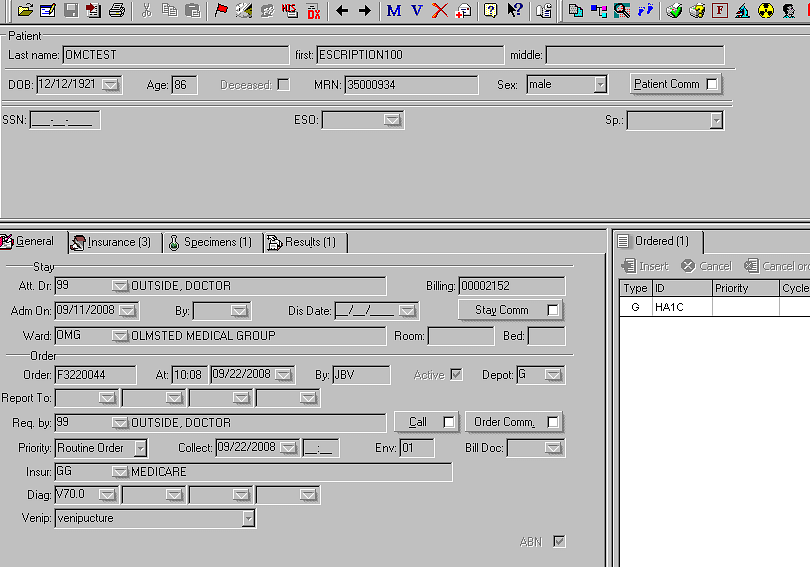 HIS DX M V F
Patient
Last name: OMCTEST first: ESCRIPTION100 middle:
DOB: 12/12/1921 Age: 86 Deceased: MRN: 35000934 Sex: male Patient Comm
SSN: ___-__-____ ESO: Sp.:
General Insurance (3) Specimens (1) Results (1)
Stay
Att. Dr: 99 OUTSIDE, DOCTOR Billing: 00002152
Adm On: 09/11/2008 By: Dis Date: __/__/____ Stay Comm
Ward: OMG OLMSTED MEDICAL GROUP Room: Bed:
Order
Order: F3220044 At: 10:08 09/22/2008 By: JBV Active Depot: G
Report To:
Req. by: 99 OUTSIDE, DOCTOR Call Order Comm.
Priority: Routine Order Collect: 09/22/2008 __:__ Env: 01 Bill Doc:
Insur: GG MEDICARE
Diag: V70.0
Venip: venipucture
ABN
Ordered (1)
Insert Cancel Cancel ord
Type ID Priority Cycle
G HA1C